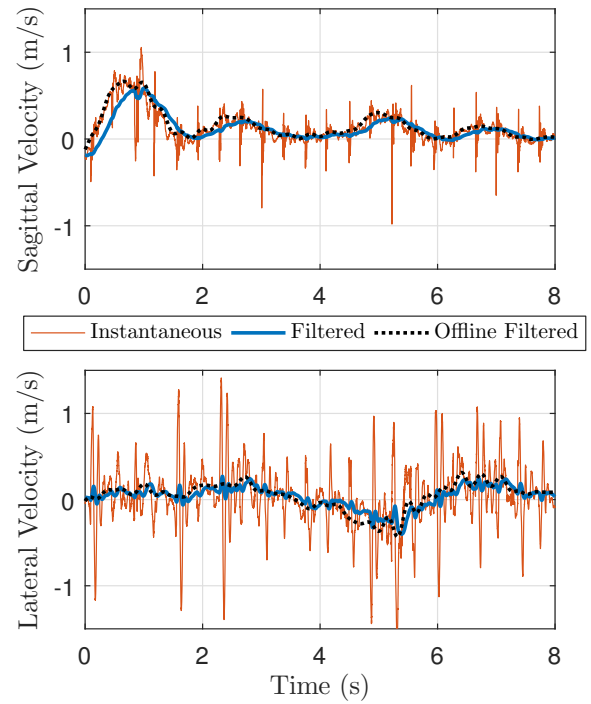 Sagittal Velocity (m/s)
1
0
-1
0 2 4 6 8
Instantaneous Filtered Offline Filtered
Lateral Velocity (m/s)
1
0
-1
0 2 4 6 8
Time (s)